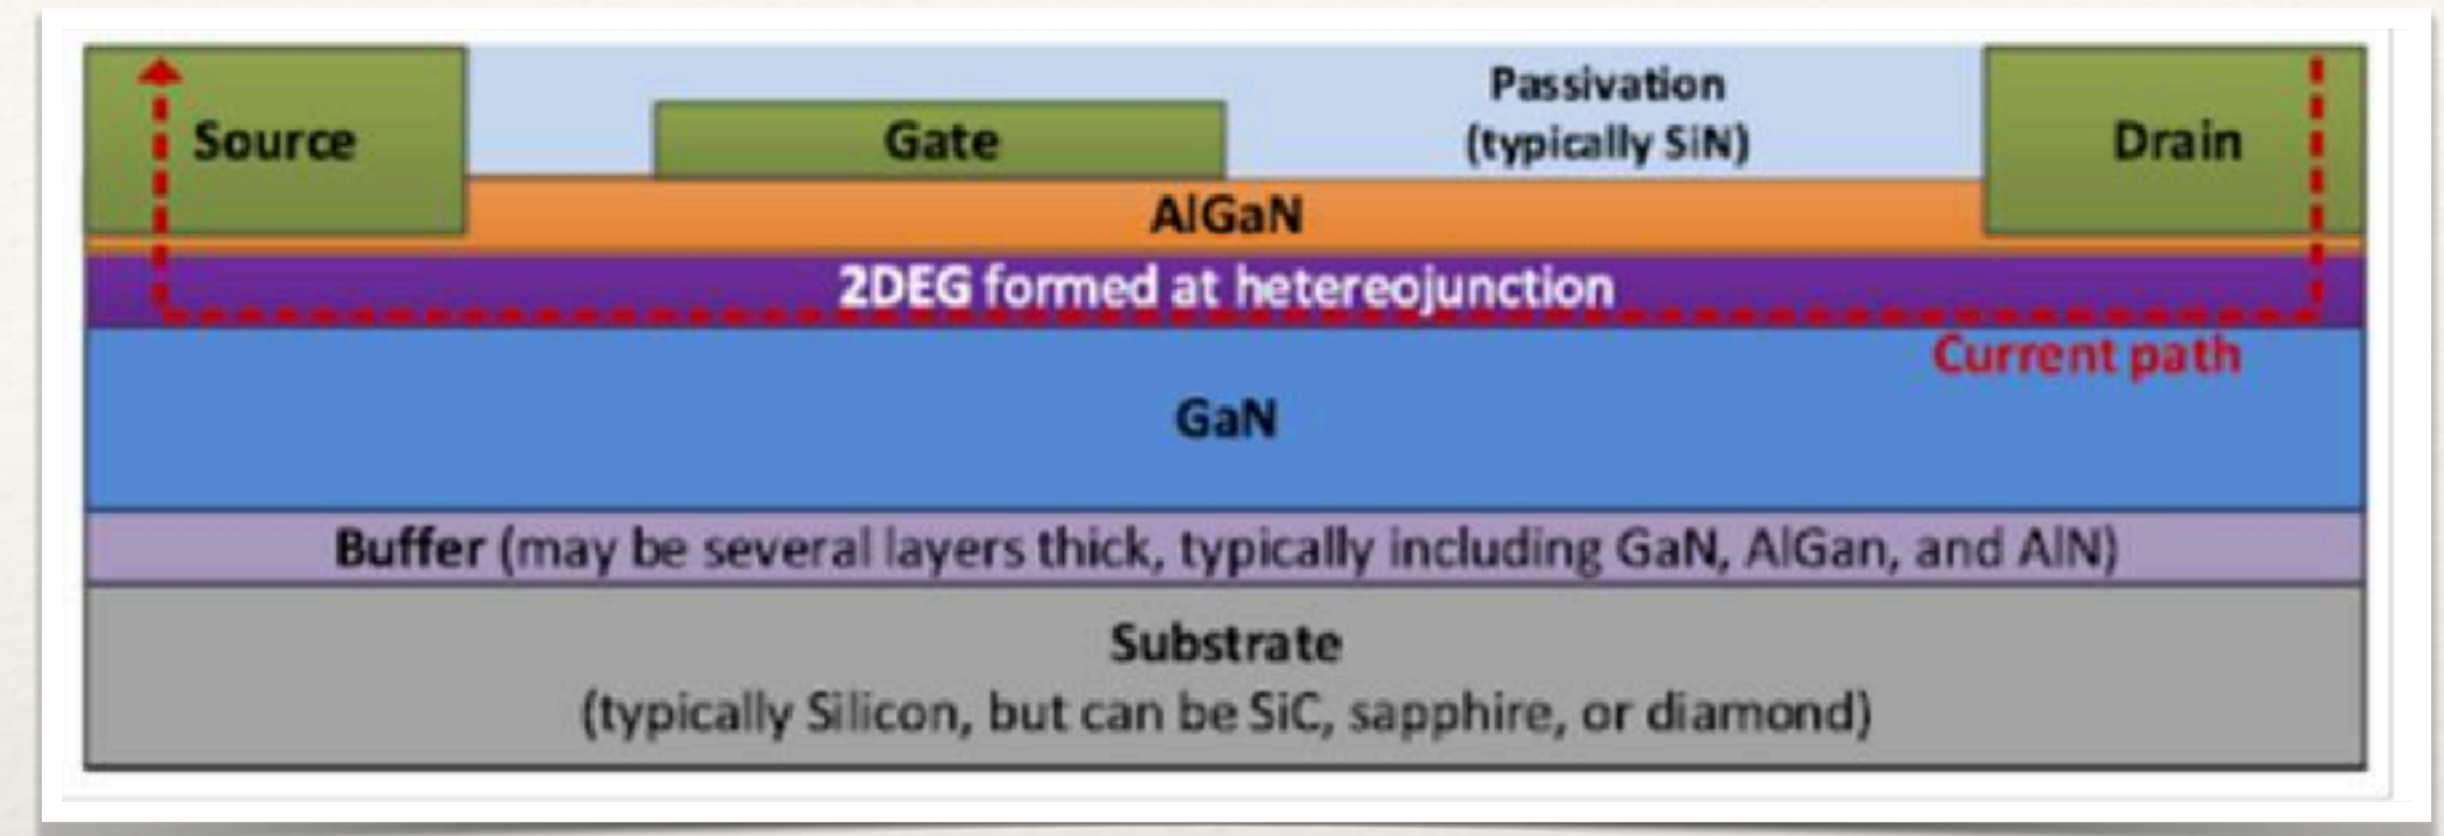 Passivation
(typically SiN)
Source
Gate
Drain
AlGaN
2DEG formed at hetereojunction
Current path
GaN
Buffer (may be several layers thick, typically including GaN, AlGan, and AlN)
Substrate
(typically Silicon, but can be SiC, sapphire, or diamond)